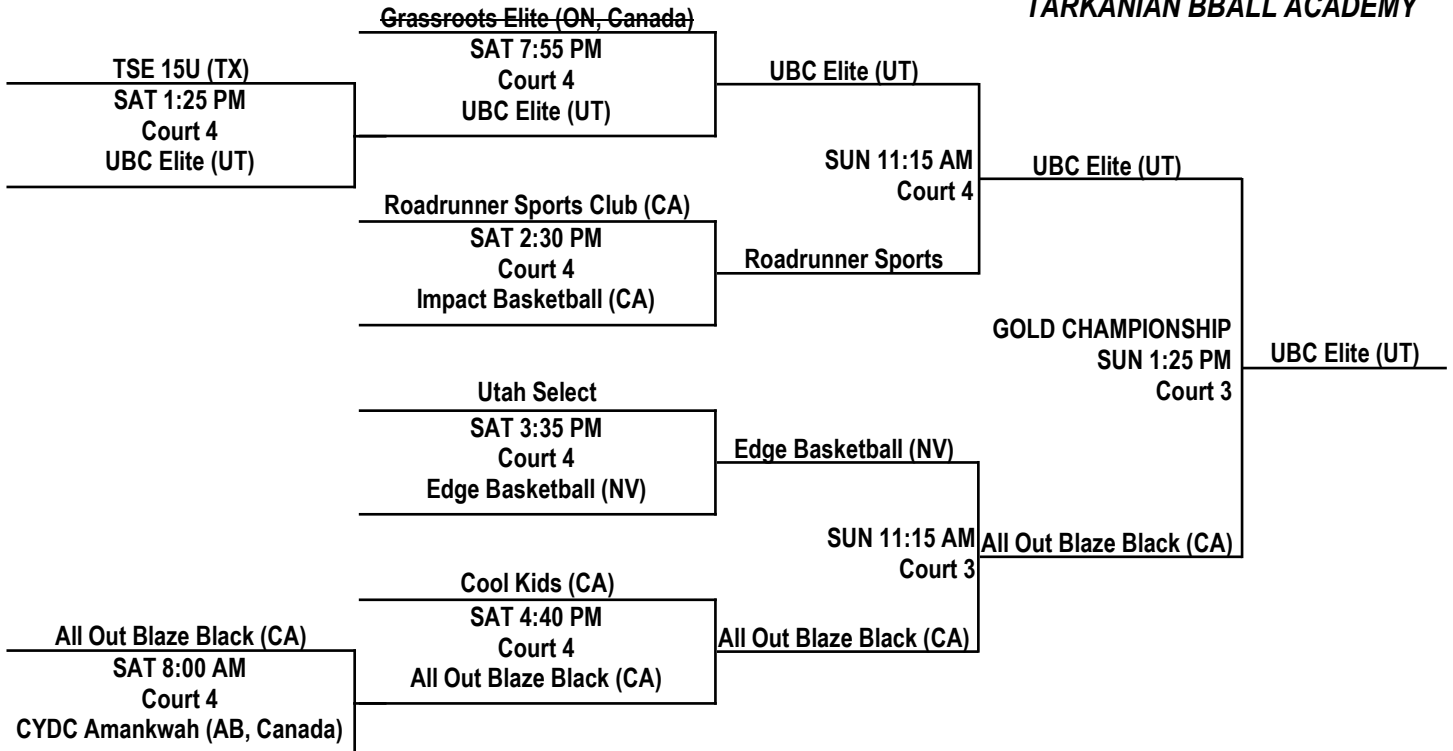 TARKANIAN BBALL ACADEMY
Grassroots Elite (ON, Canada)
SAT 7:55 PM
Court 4
UBC Elite (UT)
TSE 15U (TX)
SAT 1:25 PM
Court 4
UBC Elite (UT)
UBC Elite (UT)
SUN 11:15 AM
Court 4
UBC Elite (UT)
Roadrunner Sports Club (CA)
SAT 2:30 PM
Court 4
Impact Basketball (CA)
Roadrunner Sports
GOLD CHAMPIONSHIP
SUN 1:25 PM
Court 3
UBC Elite (UT)
Utah Select
SAT 3:35 PM
Court 4
Edge Basketball (NV)
Edge Basketball (NV)
SUN 11:15 AM
Court 3
All Out Blaze Black (CA)
Cool Kids (CA)
SAT 4:40 PM
Court 4
All Out Blaze Black (CA)
All Out Blaze Black (CA)
All Out Blaze Black (CA)
SAT 8:00 AM
Court 4
CYDC Amankwah (AB, Canada)